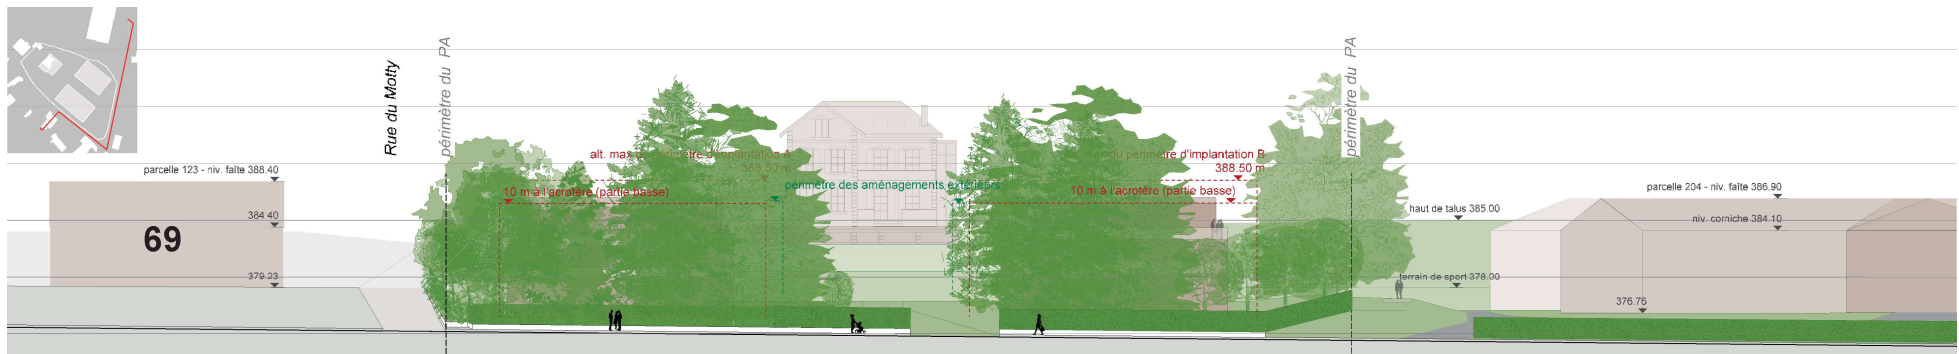 Rue du Motty
périmètre du PA
périmètre du PA
parcelle 123 - niv. faîte 388.40
384.40
69
379.23
alt. max. du périmètre d'implantation A
388.50 m
10 m à l'acrotère (partie basse)
périmètre des aménagements extérieurs
du périmètre d'implantation B
388.50 m
10 m à l'acrotère (partie basse)
parcelle 204 - niv. faîte 386.90
haut de talus 385.00
niv. corniche 384.10
terrain de sport 378.00
376.75